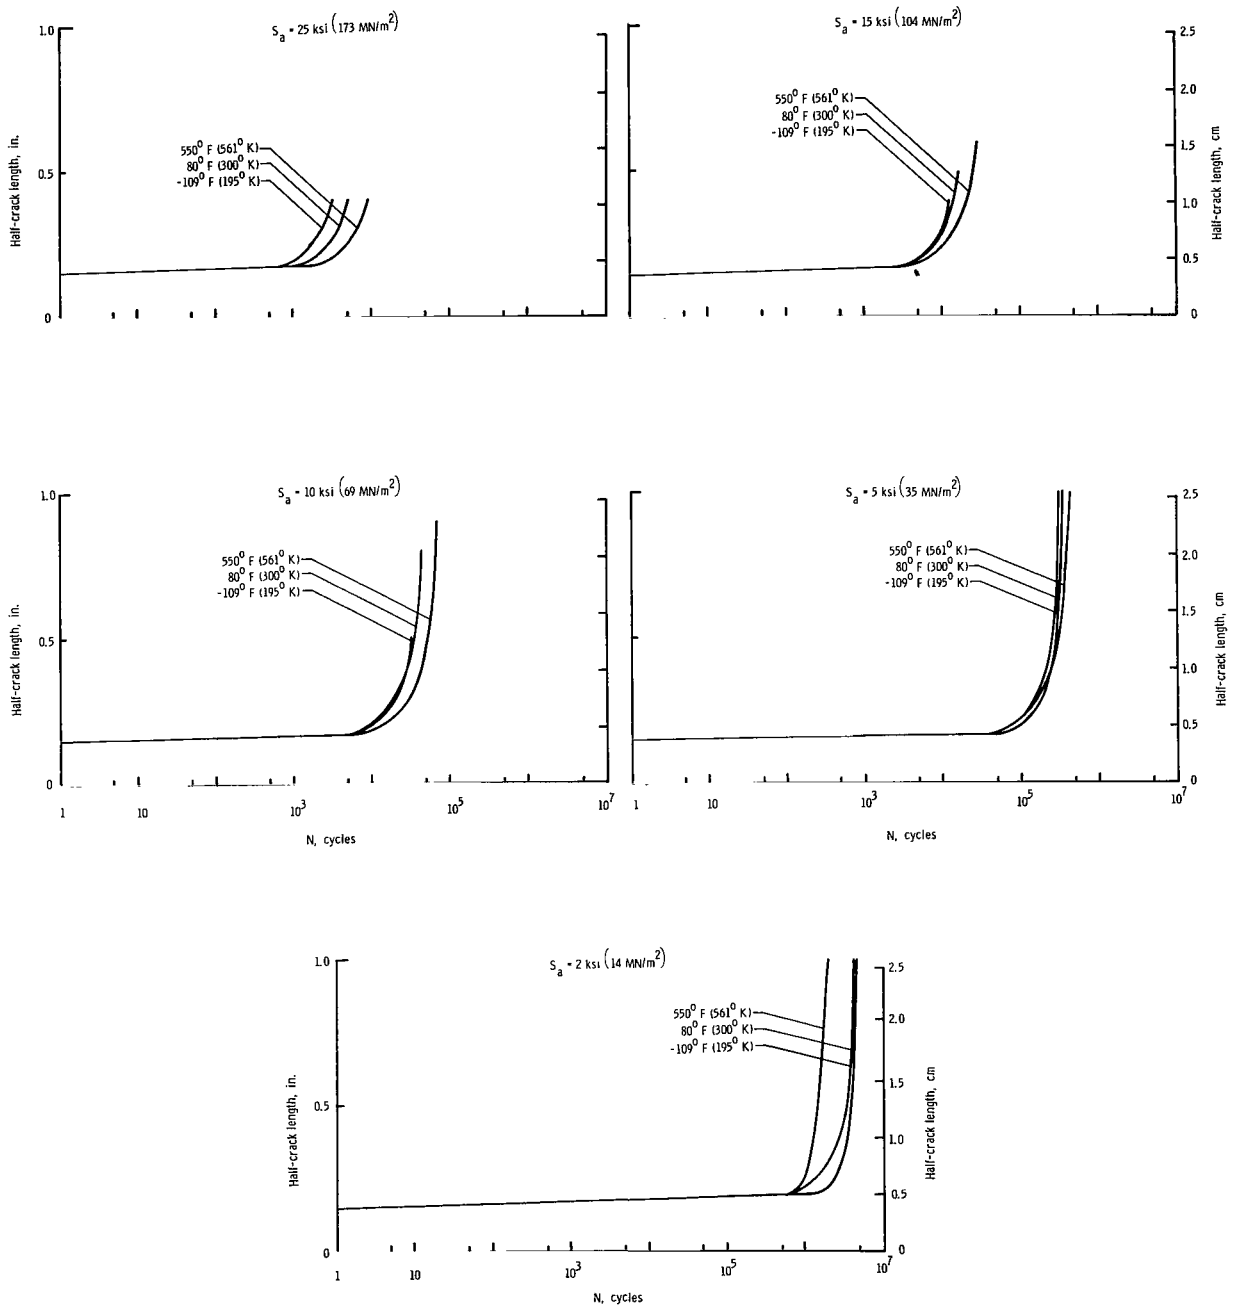 S_a = 25 ksi (173 MN/m²)
1.0
0.5
0
Half-crack length, in.
550° F (561° K)
80° F (300° K)
-109° F (195° K)
S_a = 15 ksi (104 MN/m²)
550° F (561° K)
80° F (300° K)
-109° F (195° K)
2.5
2.0
1.5
1.0
0.5
0
Half-crack length, cm
S_a = 10 ksi (69 MN/m²)
1.0
0.5
0
Half-crack length, in.
550° F (561° K)
80° F (300° K)
-109° F (195° K)
1 10 10³ 10⁵ 10⁷
N, cycles
S_a = 5 ksi (35 MN/m²)
550° F (561° K)
80° F (300° K)
-109° F (195° K)
2.5
2.0
1.5
1.0
0.5
0
Half-crack length, cm
1 10 10³ 10⁵ 10⁷
N, cycles
S_a = 2 ksi (14 MN/m²)
1.0
0.5
0
Half-crack length, in.
550° F (561° K)
80° F (300° K)
-109° F (195° K)
2.5
2.0
1.5
1.0
0.5
0
Half-crack length, cm
1 10 10³ 10⁵ 10⁷
N, cycles